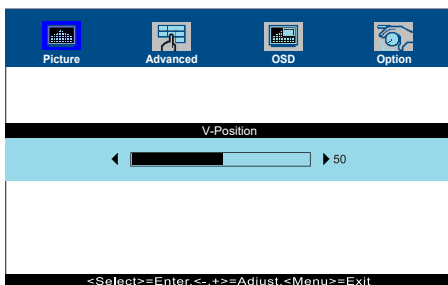 Picture Advanced OSD Option
V-Position
50
<Select>=Enter,<-,+>=Adjust,<Menu>=Exit